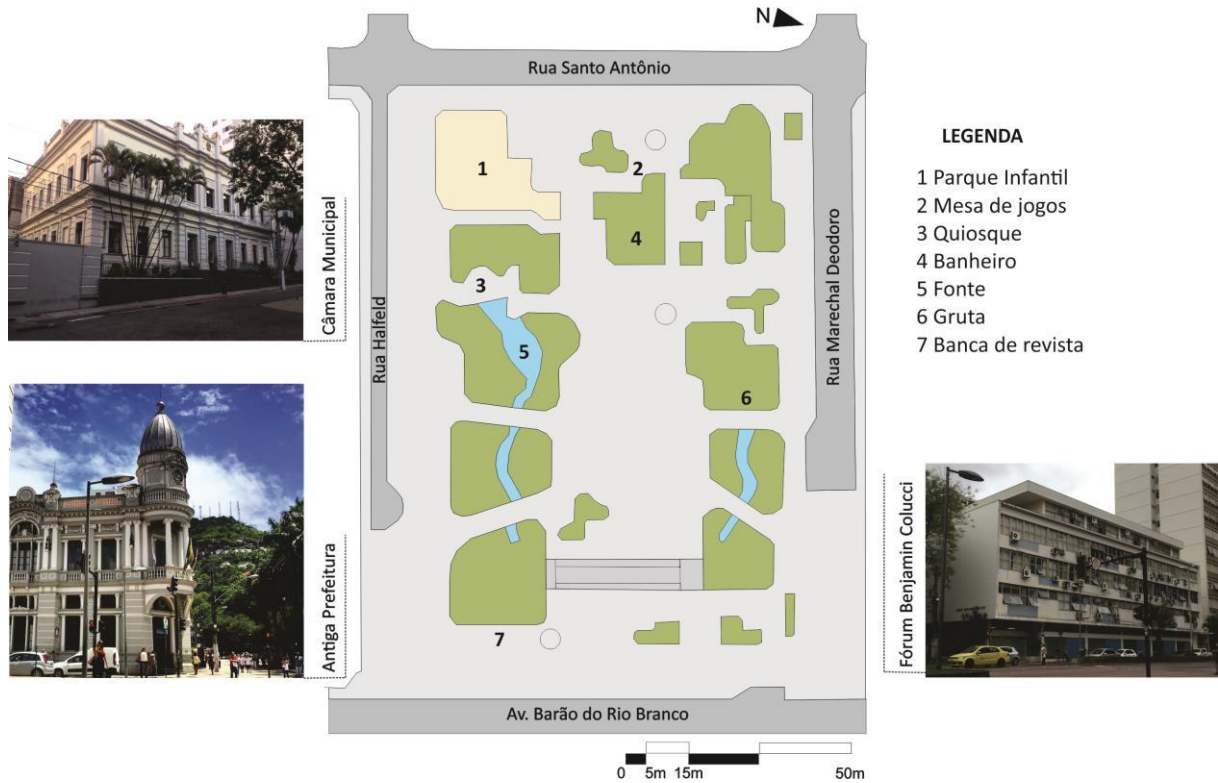 N
Rua Santo Antônio
Câmara Municipal
Rua Halfeld
Rua Marechal Deodoro
1
2
3
4
5
6
7
LEGENDA
1 Parque Infantil
2 Mesa de jogos
3 Quiosque
4 Banheiro
5 Fonte
6 Gruta
7 Banca de revista
Antiga Prefeitura
Fórum Benjamin Colucci
Av. Barão do Rio Branco
0 5m 15m 50m